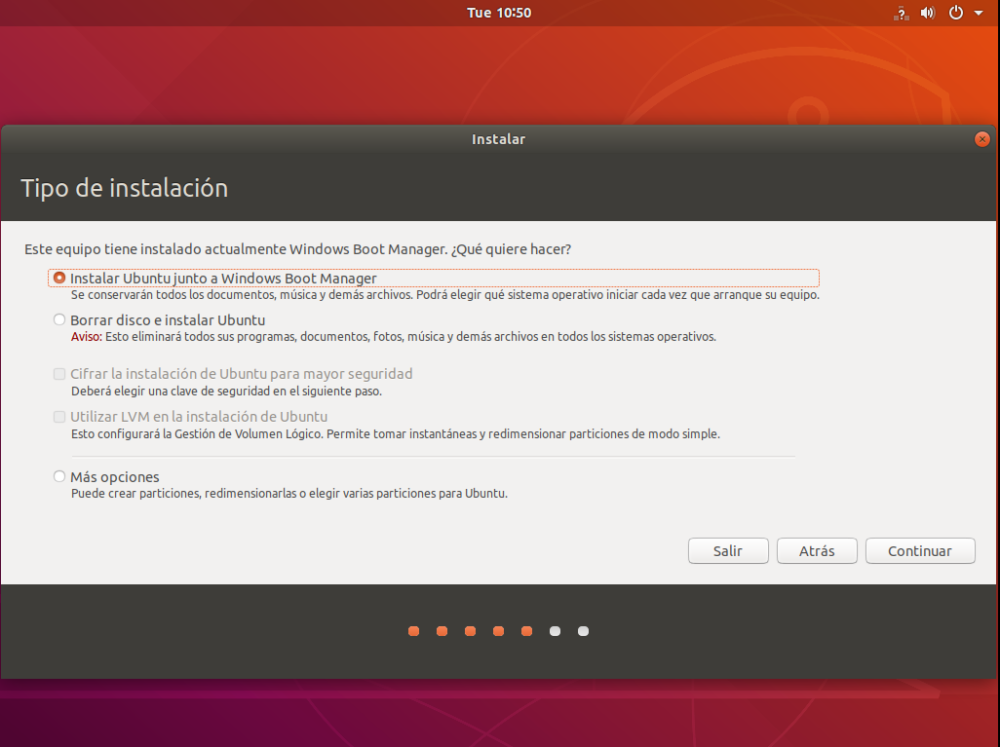 Tue 10:50
Instalar
Tipo de instalación
Este equipo tiene instalado actualmente Windows Boot Manager. ¿Qué quiere hacer?
Instalar Ubuntu junto a Windows Boot Manager
Se conservarán todos los documentos, música y demás archivos. Podrá elegir qué sistema operativo iniciar cada vez que arranque su equipo.
Borrar disco e instalar Ubuntu
Aviso: Esto eliminará todos sus programas, documentos, fotos, música y demás archivos en todos los sistemas operativos.
Cifrar la instalación de Ubuntu para mayor seguridad
Deberá elegir una clave de seguridad en el siguiente paso.
Utilizar LVM en la instalación de Ubuntu
Esto configurará la Gestión de Volumen Lógico. Permite tomar instantáneas y redimensionar particiones de modo simple.
Más opciones
Puede crear particiones, redimensionarlas o elegir varias particiones para Ubuntu.
Salir Atrás Continuar